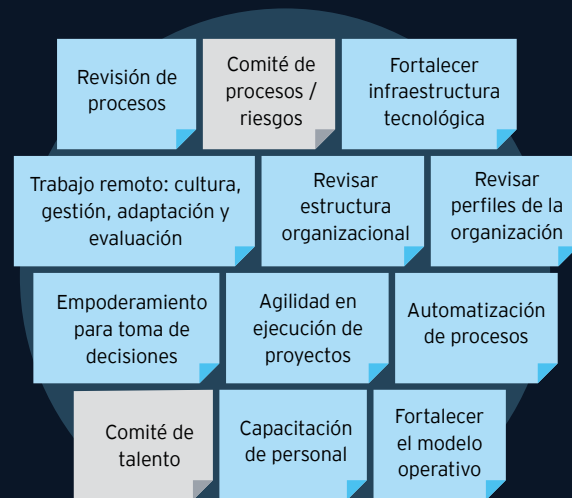 Revisión de
procesos
Comité de
procesos /
riesgos
Fortalecer
infraestructura
tecnológica
Trabajo remoto: cultura,
gestión, adaptación y
evaluación
Revisar
estructura
organizacional
Revisar
perfiles de la
organización
Empoderamiento
para toma de
decisiones
Agilidad en
ejecución de
proyectos
Automatización
de procesos
Comité de
talento
Capacitación
de personal
Fortalecer
el modelo
operativo